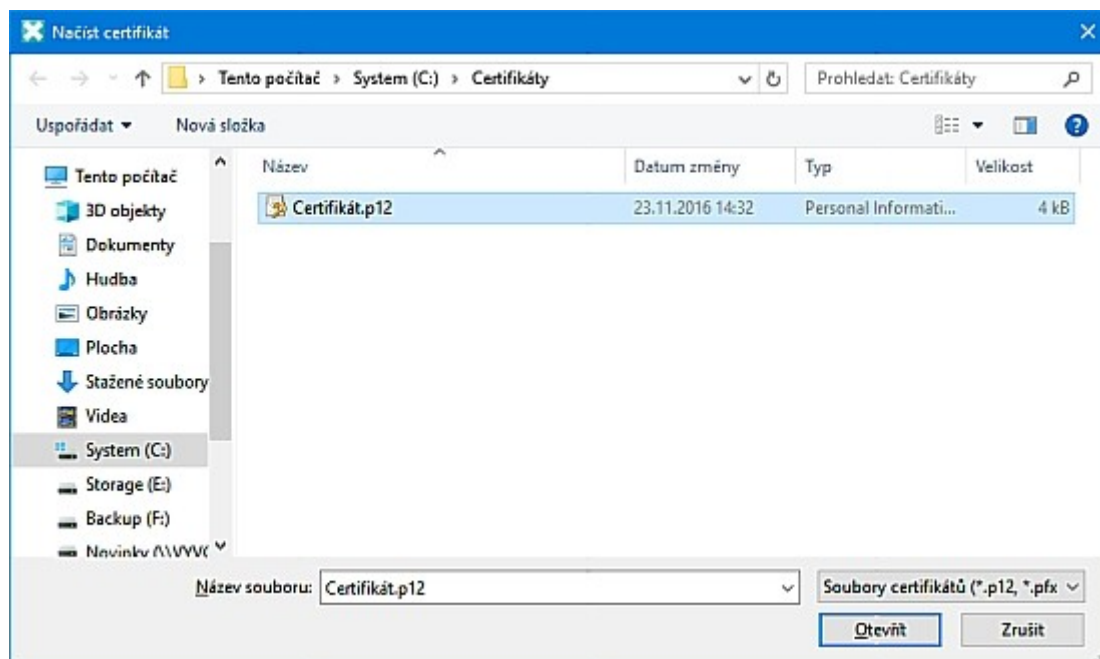 Načíst certifikát
Tento počítač › System (C:) › Certifikáty
Prohledat: Certifikáty
Uspořádat
Nová složka
Název Datum změny Typ Velikost
Certifikát.p12 23.11.2016 14:32 Personal Informati... 4 kB
Tento počítač
3D objekty
Dokumenty
Hudba
Obrázky
Plocha
Stažené soubory
Videa
System (C:)
Storage (E:)
Backup (F:)
Novinky
Název souboru: Certifikát.p12
Soubory certifikátů (*.p12, *.pfx
Otevřít Zrušit